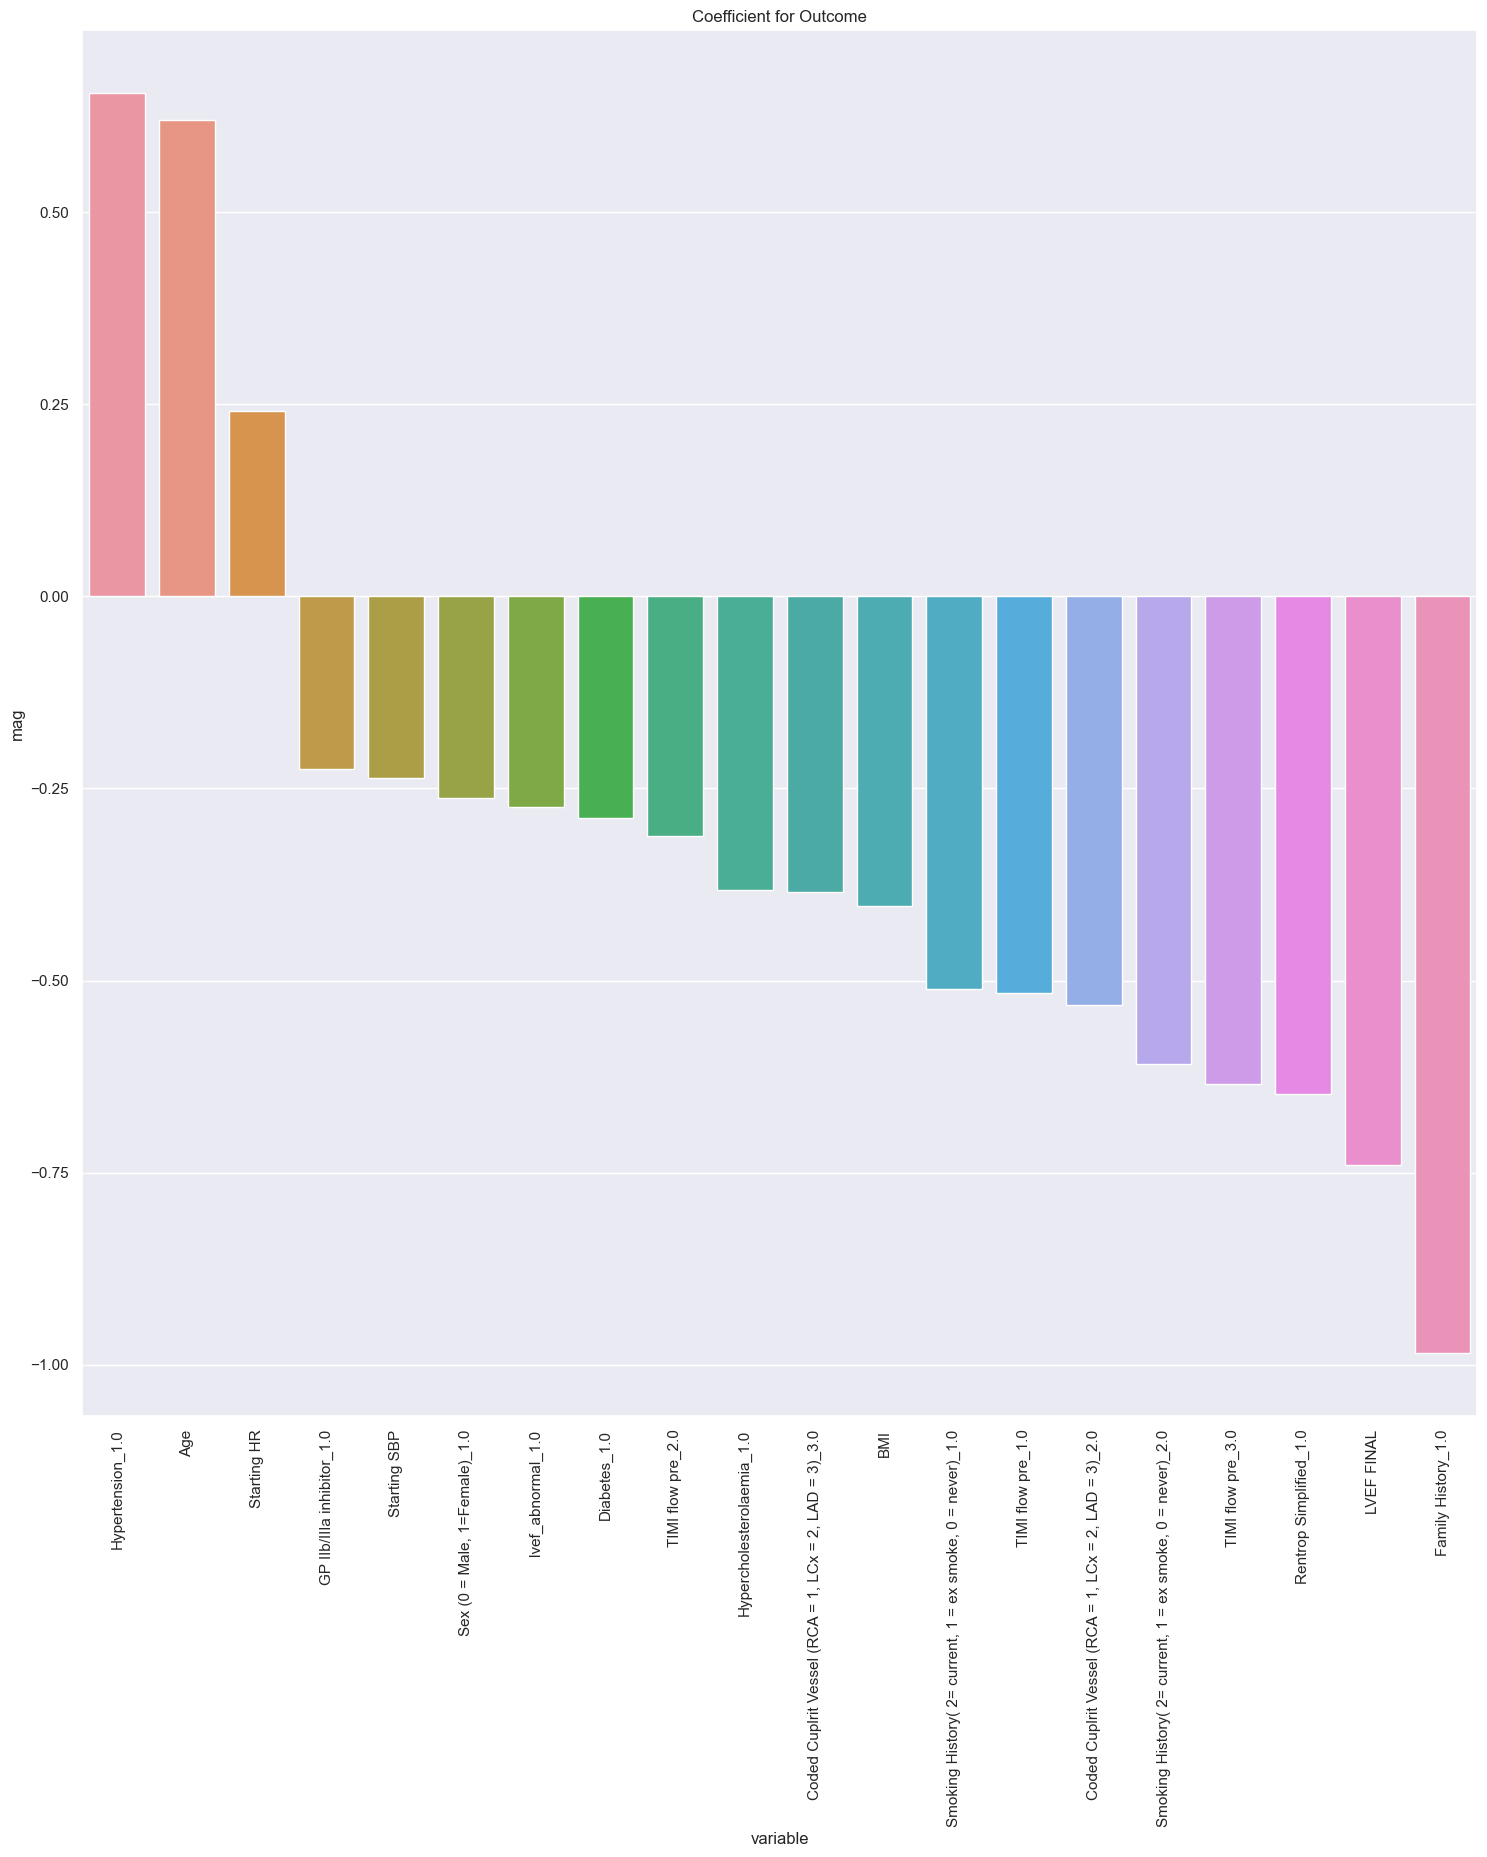 Coefficient for Outcome
mag
0.50
0.25
0.00
−0.25
−0.50
−0.75
−1.00
Hypertension_1.0
Age
Starting HR
GP IIb/IIIa inhibitor_1.0
Starting SBP
Sex (0 = Male, 1=Female)_1.0
lvef_abnormal_1.0
Diabetes_1.0
TIMI flow pre_2.0
Hypercholesterolaemia_1.0
Coded Cuplrit Vessel (RCA = 1, LCx = 2, LAD = 3)_3.0
BMI
Smoking History( 2= current, 1 = ex smoke, 0 = never)_1.0
TIMI flow pre_1.0
Coded Cuplrit Vessel (RCA = 1, LCx = 2, LAD = 3)_2.0
Smoking History( 2= current, 1 = ex smoke, 0 = never)_2.0
TIMI flow pre_3.0
Rentrop Simplified_1.0
LVEF FINAL
Family History_1.0
variable